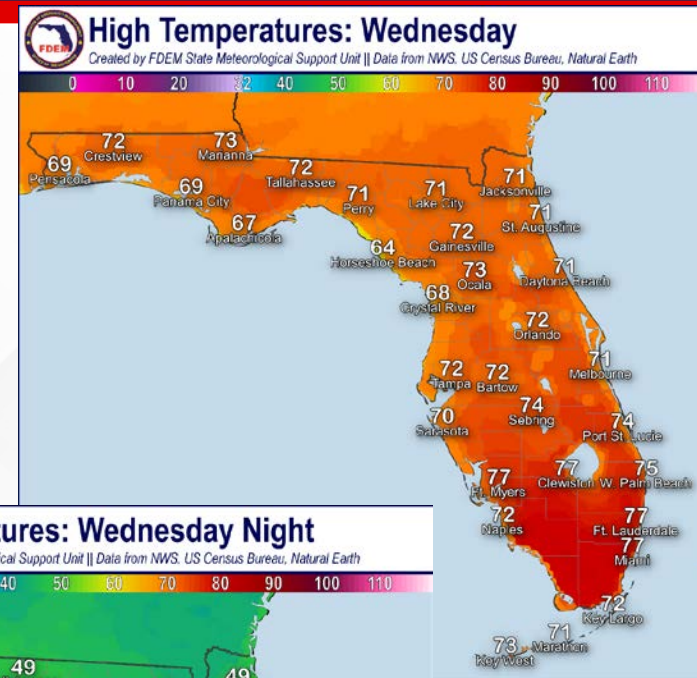 High Temperatures: Wednesday
Created by FDEM State Meteorological Support Unit || Data from NWS. US Census Bureau, Natural Earth
FDEM
0 10 20 32 40 50 60 70 80 90 100 110
72
Crestview
73
Marianna
69
Pensacola
72
Tallahassee
69
Panama City
71
Perry
71
Lake City
71
Jacksonville
67
Apalachicola
71
St. Augustine
64
Horseshoe Beach
72
Gainesville
73
Ocala
71
Daytona Beach
68
Crystal River
72
Orlando
71
Melbourne
72
Tampa
72
Bartow
70
Sarasota
74
Sebring
74
Port St. Lucie
77
Ft. Myers
77
Clewiston
75
W. Palm Beach
72
Naples
77
Ft. Lauderdale
77
Miami
72
Key Largo
71
Marathon
73
Key West
tures: Wednesday Night
cal Support Unit || Data from NWS. US Census Bureau, Natural Earth
40 50 60 70 80 90 100 110
49
49